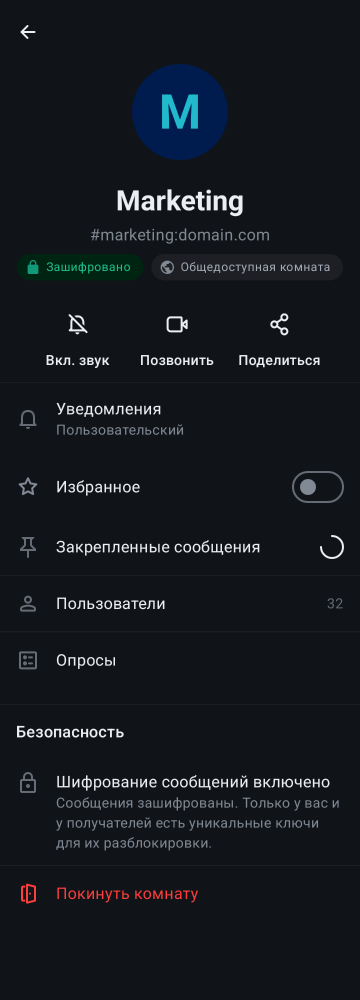 M
Marketing
#marketing:domain.com
Зашифровано
Общедоступная комната
Вкл. звук
Позвонить
Поделиться
Уведомления
Пользовательский
Избранное
Закрепленные сообщения
Пользователи
32
Опросы
Безопасность
Шифрование сообщений включено
Сообщения зашифрованы. Только у вас и
у получателей есть уникальные ключи
для их разблокировки.
Покинуть комнату